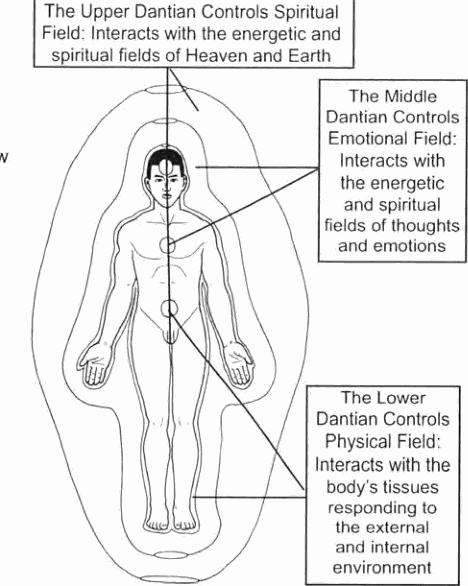 The Upper Dantian Controls Spiritual
Field: Interacts with the energetic and
spiritual fields of Heaven and Earth
w
The Middle
Dantian Controls
Emotional Field:
Interacts with
the energetic
and spiritual
fields of thoughts
and emotions
The Lower
Dantian Controls
Physical Field:
Interacts with the
body's tissues
responding to
the external
and internal
environment